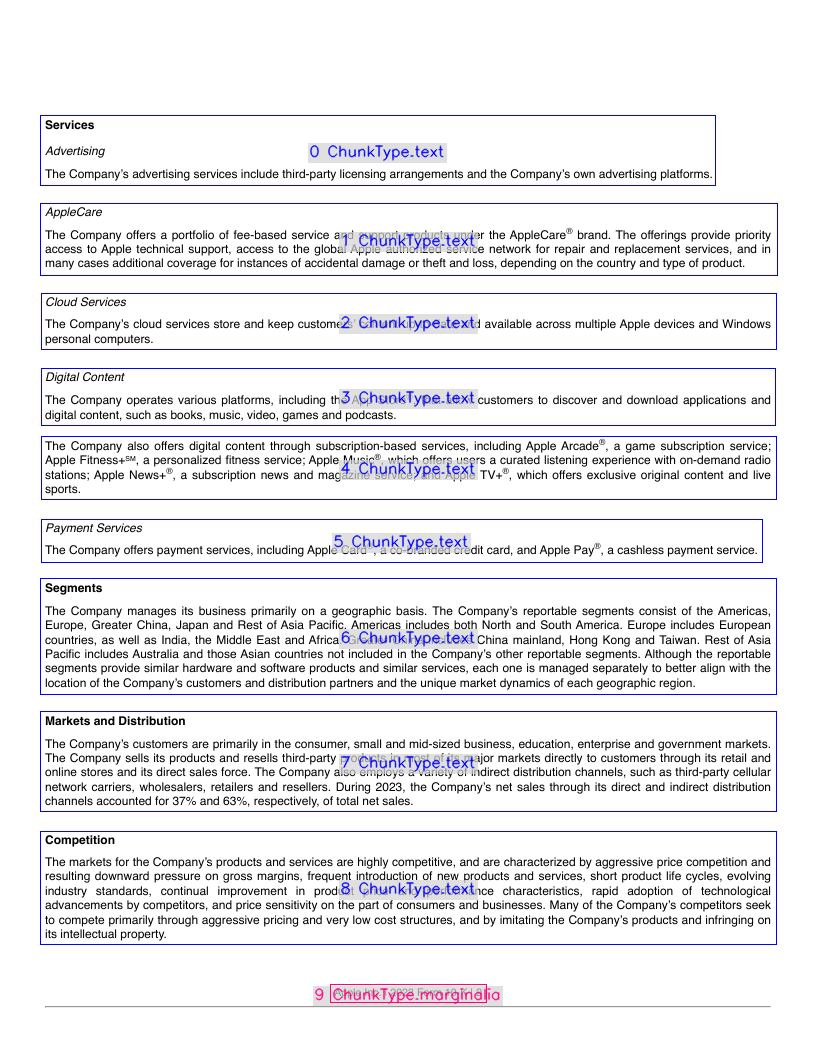 Services
Advertising
0 ChunkType.text
The Company's advertising services include third-party licensing arrangements and the Company's own advertising platforms.
AppleCare
The Company offers a portfolio of fee-based service and support products under the AppleCare® brand. The offerings provide priority
1 ChunkType.text
access to Apple technical support, access to the global Apple authorized service network for repair and replacement services, and in
many cases additional coverage for instances of accidental damage or theft and loss, depending on the country and type of product.
Cloud Services
The Company's cloud services store and keep available across multiple Apple devices and Windows
2 ChunkType.text
personal computers.
Digital Content
The Company operates various platforms, including the customers to discover and download applications and
3 ChunkType.text
digital content, such as books, music, video, games and podcasts.
The Company also offers digital content through subscription-based services, including Apple Arcade®, a game subscription service;
Apple Fitness+℠, a personalized fitness service; Apple Music®, which offers users a curated listening experience with on-demand radio
4 ChunkType.text
stations; Apple News+®, a subscription news and magazine service; and Apple TV+®, which offers exclusive original content and live
sports.
Payment Services
5 ChunkType.text
The Company offers payment services, including Apple Card®, a co-branded credit card, and Apple Pay®, a cashless payment service.
Segments
The Company manages its business primarily on a geographic basis. The Company's reportable segments consist of the Americas,
Europe, Greater China, Japan and Rest of Asia Pacific. Americas includes both North and South America. Europe includes European
countries, as well as India, the Middle East and Africa. China mainland, Hong Kong and Taiwan. Rest of Asia
6 ChunkType.text
Pacific includes Australia and those Asian countries not included in the Company's other reportable segments. Although the reportable
segments provide similar hardware and software products and similar services, each one is managed separately to better align with the
location of the Company's customers and distribution partners and the unique market dynamics of each geographic region.
Markets and Distribution
The Company's customers are primarily in the consumer, small and mid-sized business, education, enterprise and government markets.
The Company sells its products and resells third-party products in most of its major markets directly to customers through its retail and
7 ChunkType.text
online stores and its direct sales force. The Company also employs a variety of indirect distribution channels, such as third-party cellular
network carriers, wholesalers, retailers and resellers. During 2023, the Company's net sales through its direct and indirect distribution
channels accounted for 37% and 63%, respectively, of total net sales.
Competition
The markets for the Company's products and services are highly competitive, and are characterized by aggressive price competition and
resulting downward pressure on gross margins, frequent introduction of new products and services, short product life cycles, evolving
industry standards, continual improvement in product characteristics, rapid adoption of technological
8 ChunkType.text
advancements by competitors, and price sensitivity on the part of consumers and businesses. Many of the Company's competitors seek
to compete primarily through aggressive pricing and very low cost structures, and by imitating the Company's products and infringing on
its intellectual property.
9 ChunkType.marginalia